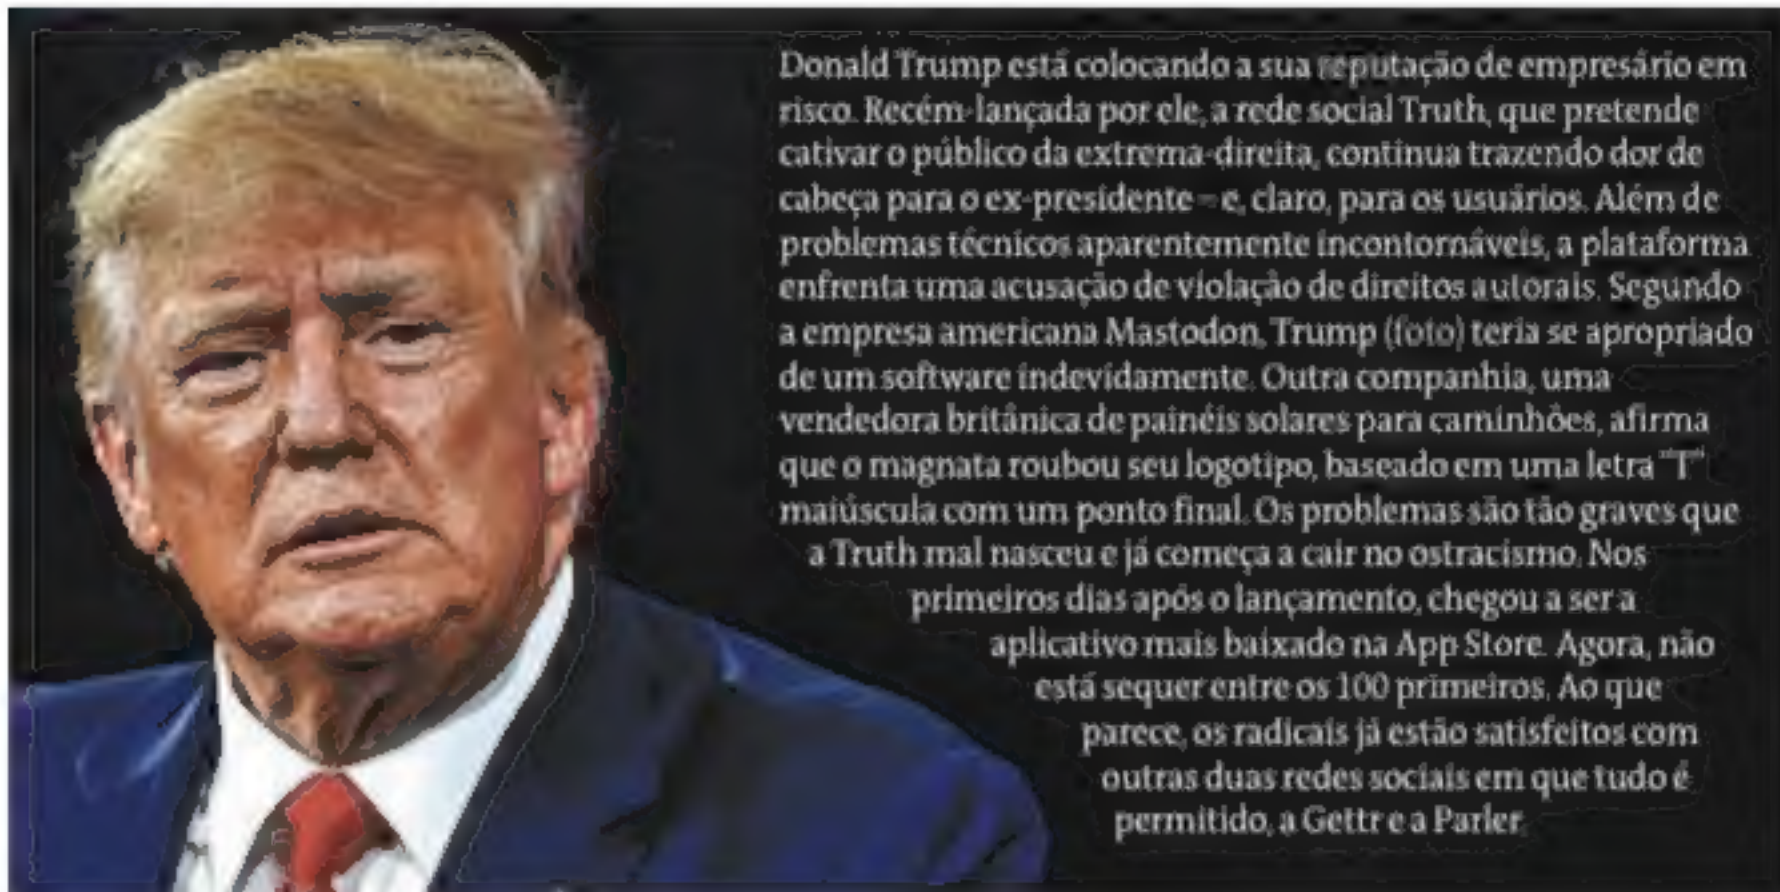 Donald Trump está colocando a sua reputação de empresário em
risco. Recém-lançada por ele, a rede social Truth, que pretende
cativar o público da extrema-direita, continua trazendo dor de
cabeça para o ex-presidente – e, claro, para os usuários. Além de
problemas técnicos aparentemente incontornáveis, a plataforma
enfrenta uma acusação de violação de direitos autorais. Segundo
a empresa americana Mastodon, Trump (foto) teria se apropriado
de um software indevidamente. Outra companhia, uma
vendedora britânica de painéis solares para caminhões, afirma
que o magnata roubou seu logotipo, baseado em uma letra “T”
maiúscula com um ponto final. Os problemas são tão graves que
a Truth mal nasceu e já começa a cair no ostracismo. Nos
primeiros dias após o lançamento, chegou a ser a
aplicativo mais baixado na App Store. Agora, não
está sequer entre os 100 primeiros. Ao que
parece, os radicais já estão satisfeitos com
outras duas redes sociais em que tudo é
permitido, a Gettr e a Parler.